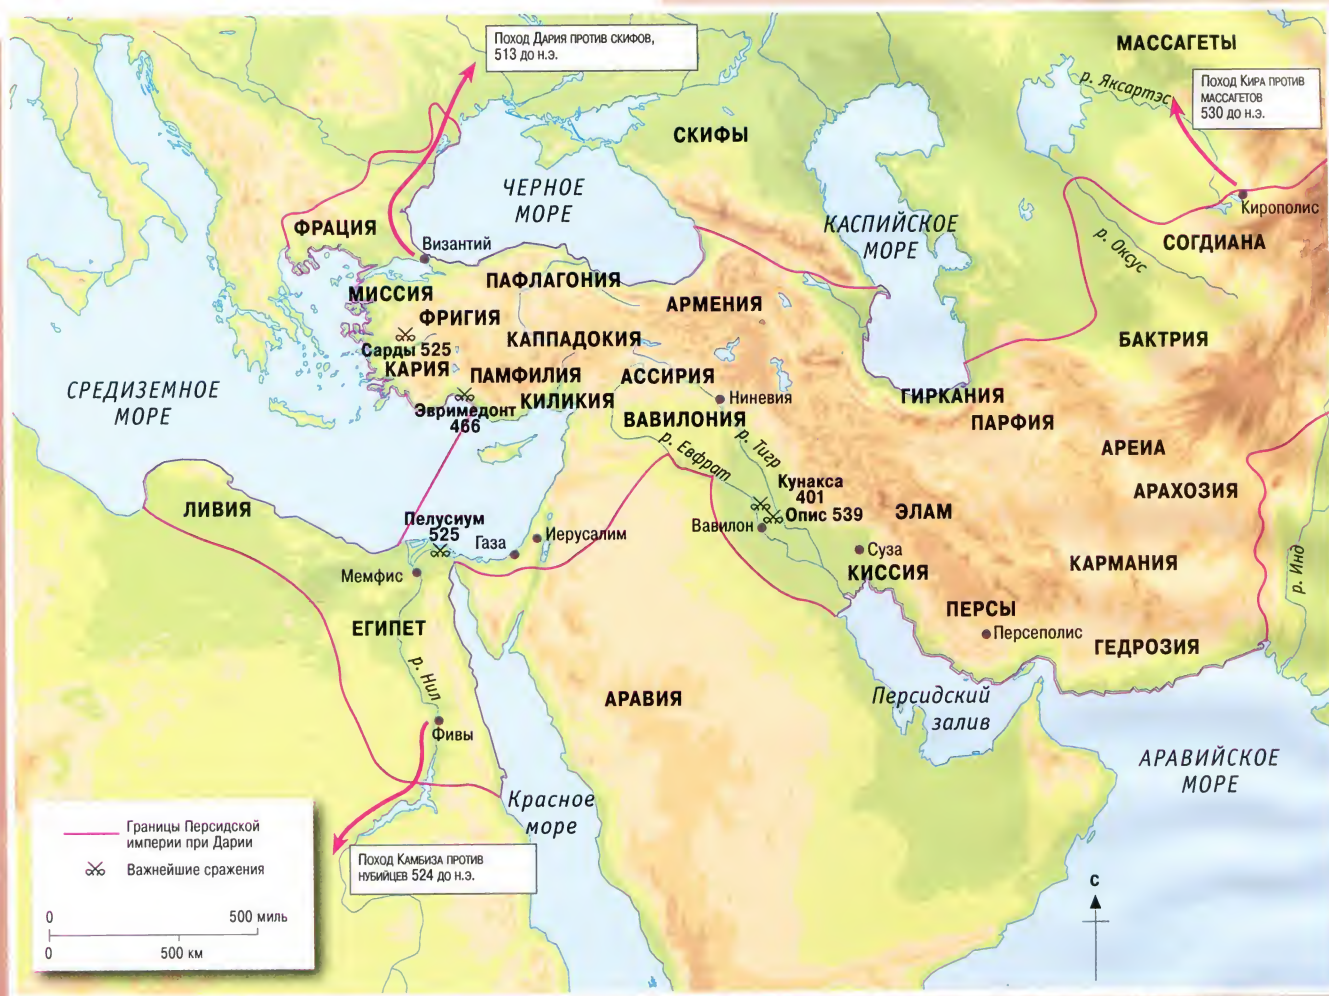 Поход Дария против скифов,
513 до н.э.
МАССАГЕТЫ
р. Яксартэс
Поход Кира против
массагетов
530 до н.э.
СКИФЫ
ЧЕРНОЕ
МОРЕ
КАСПИЙСКОЕ
МОРЕ
Кирополис
ФРАЦИЯ
Византий
р. Оксус
СОГДИАНА
МИССИЯ
ПАФЛАГОНИЯ
АРМЕНИЯ
ФРИГИЯ
КАППАДОКИЯ
БАКТРИЯ
Сарды 525
КАРИЯ
ПАМФИЛИЯ
АССИРИЯ
СРЕДИЗЕМНОЕ
МОРЕ
Эвримедонт
466
КИЛИКИЯ
Ниневия
ГИРКАНИЯ
ВАВИЛОНИЯ
ПАРФИЯ
р. Евфрат
р. Тигр
АРЕИА
Кунакса
401
АРАХОЗИЯ
ЛИВИЯ
Опис 539
ЭЛАМ
Пелусиум
525
Газа
Иерусалим
Вавилон
Суза
Мемфис
КИССИЯ
КАРМАНИЯ
р. Инд
ПЕРСЫ
ЕГИПЕТ
Персеполис
ГЕДРОЗИЯ
р. Нил
АРАВИЯ
Персидский
залив
Фивы
АРАВИЙСКОЕ
МОРЕ
Красное
море
Границы Персидской
империи при Дарии
Важнейшие сражения
0 500 миль
0 500 км
Поход Камбиза против
нубийцев 524 до н.э.
С